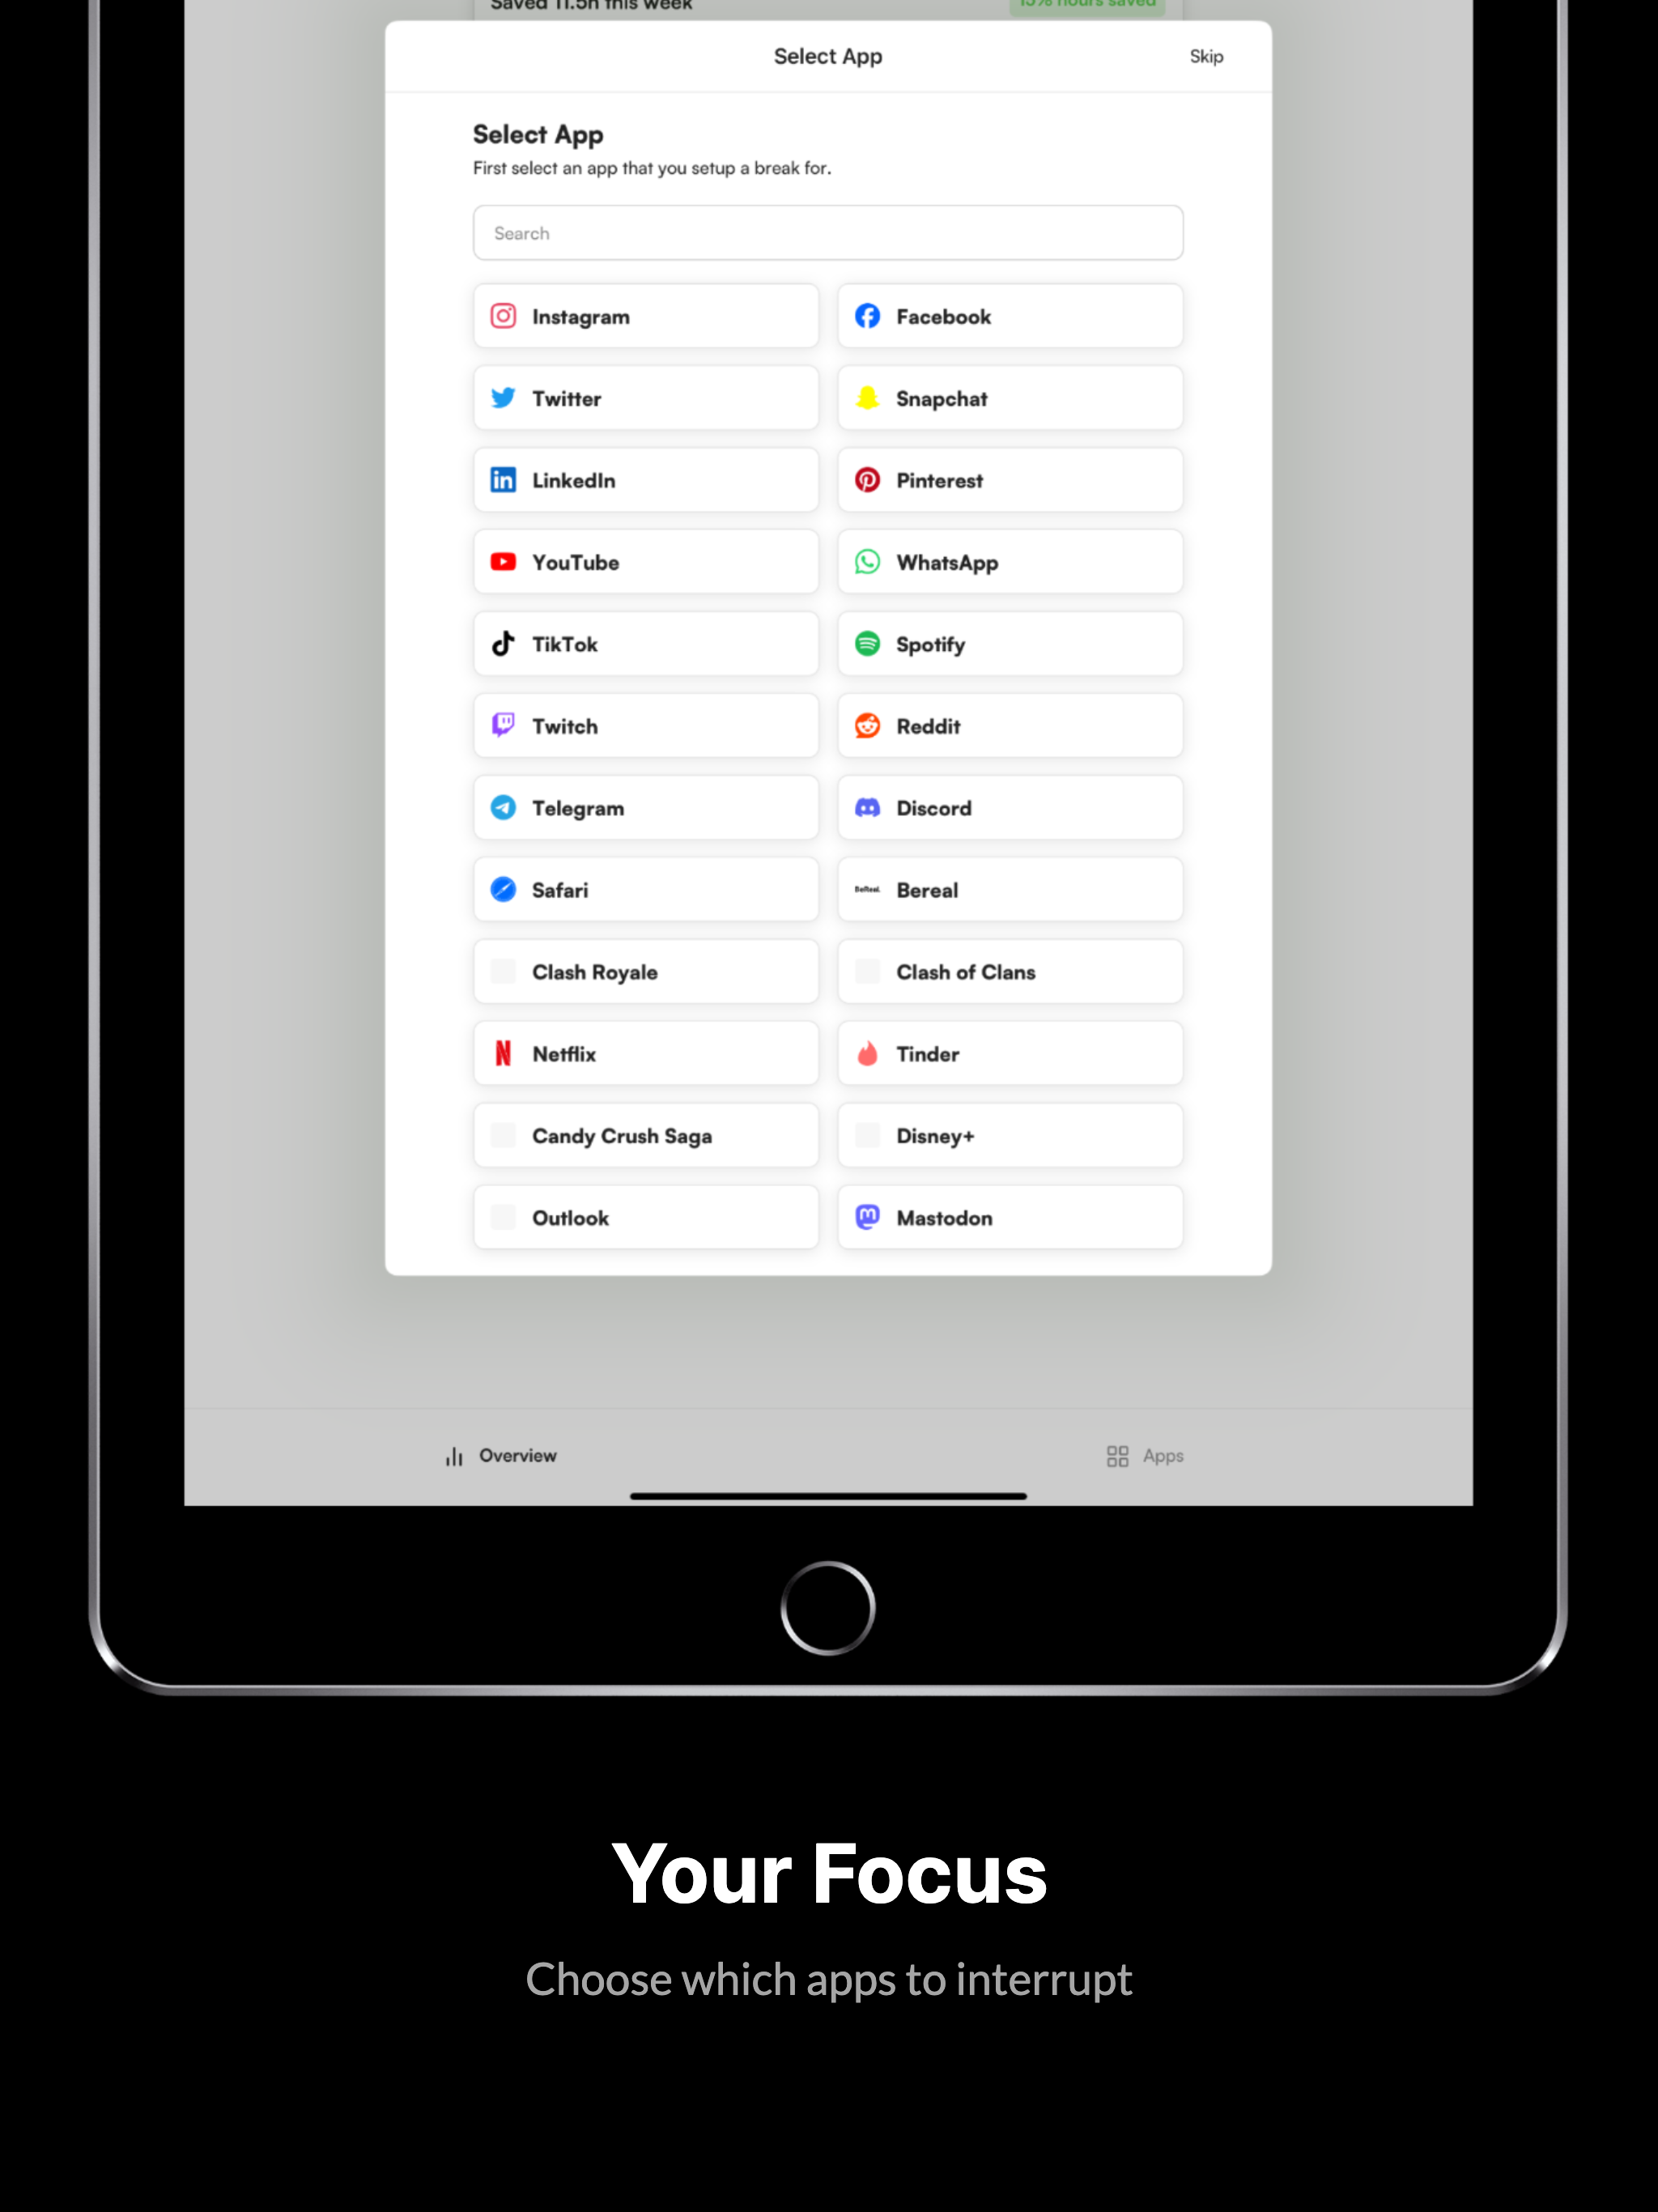 Saved 11.5h this week
15% hours saved
Select App
Skip
Select App
First select an app that you setup a break for.
Search
Instagram
Facebook
Twitter
Snapchat
LinkedIn
Pinterest
YouTube
WhatsApp
TikTok
Spotify
Twitch
Reddit
Telegram
Discord
Safari
BeReal.
Bereal
Clash Royale
Clash of Clans
Netflix
Tinder
Candy Crush Saga
Disney+
Outlook
Mastodon
Overview
Apps
Your Focus
Choose which apps to interrupt